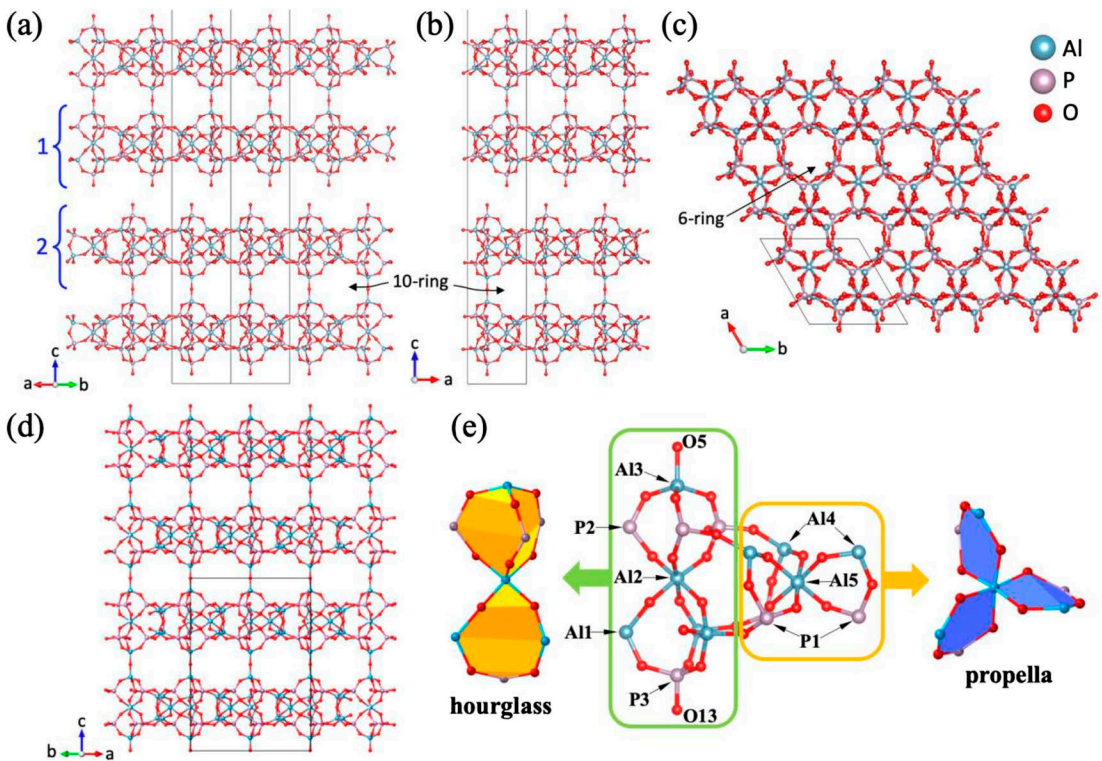 (a)
(b)
(c)
Al
P
O
1
2
6-ring
10-ring
c
a
b
c
a
a
b
(d)
(e)
c
b
a
O5
Al3
P2
Al2
Al1
P3
O13
Al4
Al5
P1
hourglass
propella